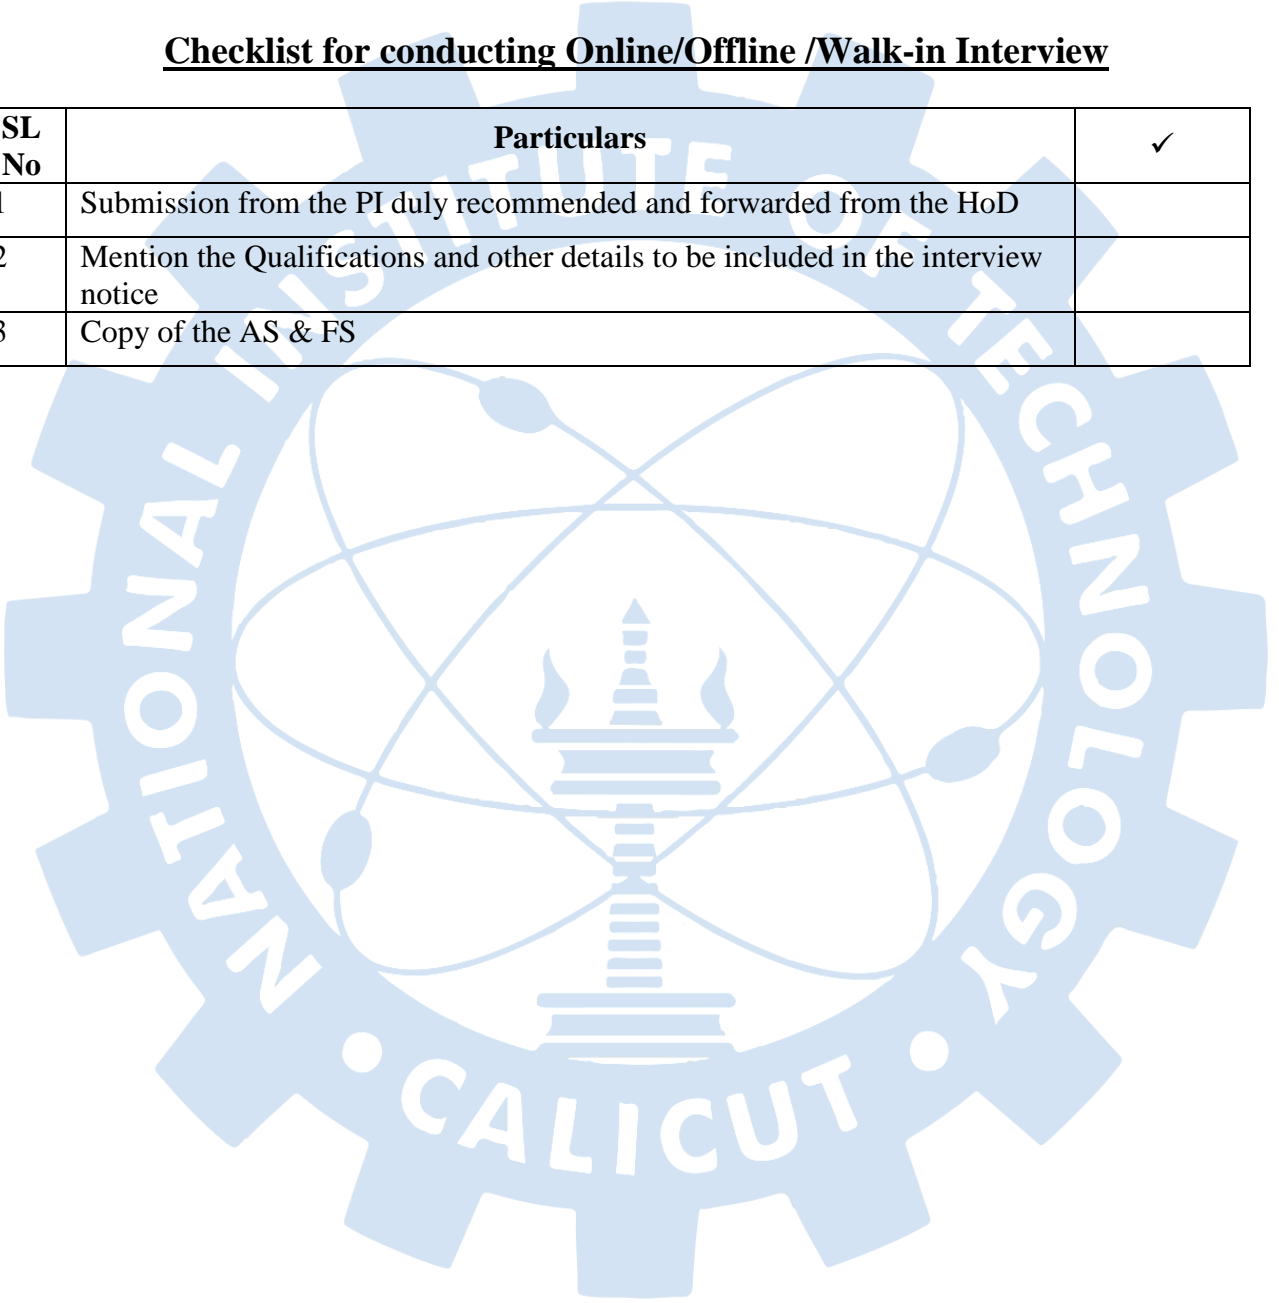 Checklist for conducting Online/Offline /Walk-in Interview
SL No Particulars ✓
1 Submission from the PI duly recommended and forwarded from the HoD
2 Mention the Qualifications and other details to be included in the interview
notice
3 Copy of the AS & FS
NATIONAL INSTITUTE OF TECHNOLOGY
• CALICUT •